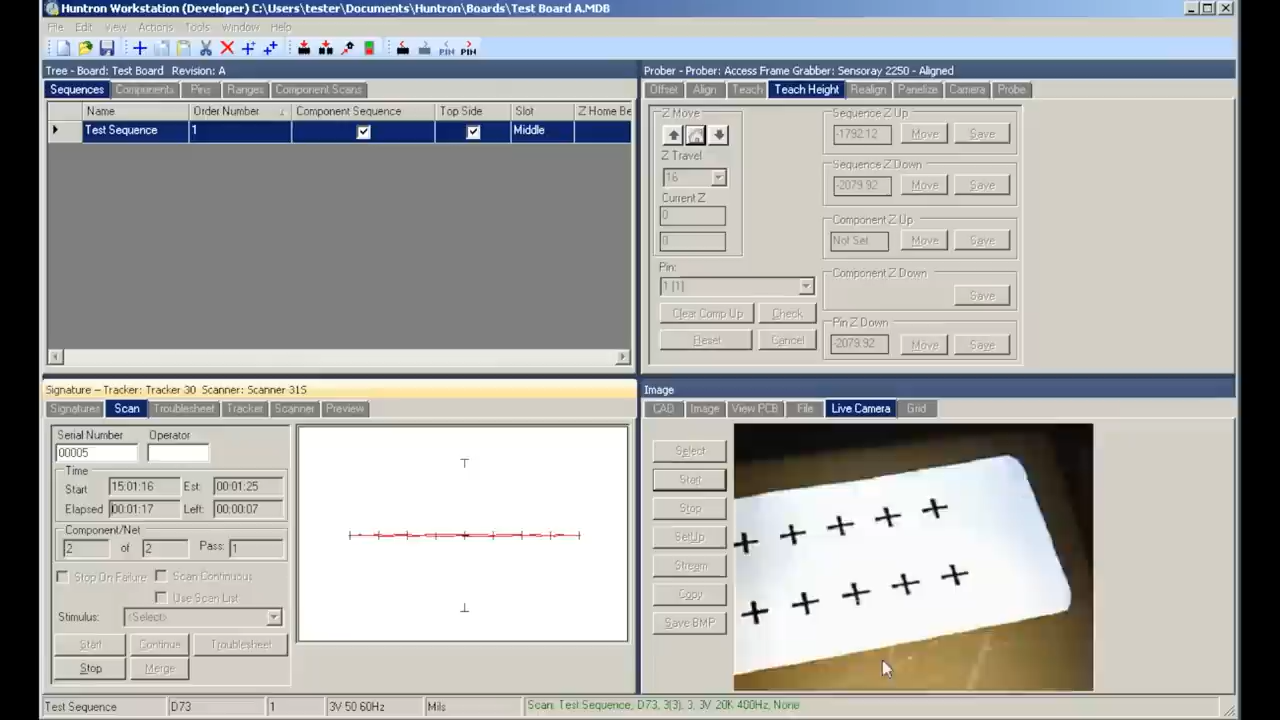 Huntron Workstation (Developer) C:\Users\tester\Documents\Huntron\Boards\Test Board A.MDB
File Edit View Actions Tools Window Help
PIN PIN
Tree - Board: Test Board Revision: A
Sequences Components Pins Ranges Component Scans
Name Order Number Component Sequence Top Side Slot Z Home Be
Test Sequence 1 Middle
Prober - Prober: Access Frame Grabber: Sensoray 2250 - Aligned
Offset Align Teach Teach Height Realign Panelize Camera Probe
Z Move
Z Travel
16
Current Z
0
0
Pin:
1 [1]
Clear Comp Up Check
Reset Cancel
Sequence Z Up
-1792.12 Move Save
Sequence Z Down
-2079.92 Move Save
Component Z Up
Not Set Move Save
Component Z Down
Save
Pin Z Down
-2079.92 Move Save
Signature - Tracker: Tracker 30 Scanner: Scanner 31S
Signatures Scan Troubleshoot Tracker Scanner Preview
Serial Number Operator
00005
Time
Start 15:01:16 Est: 00:01:25
Elapsed 00:01:17 Left: 00:00:07
Component/Net
2 of 2 Pass: 1
Stop On Failure Scan Continuous
Use Scan List
Stimulus: (Select)
Start Continue Troubleshoot
Stop Merge
Image
CAD Image View PCB File Live Camera Grid
Select
Start
Stop
SetUp
Stream
Copy
Save BMP
Test Sequence D73 1 3V 50 60Hz Mils Scan: Test Sequence, D73, 3(3), 3, 3V 20K 400Hz, None